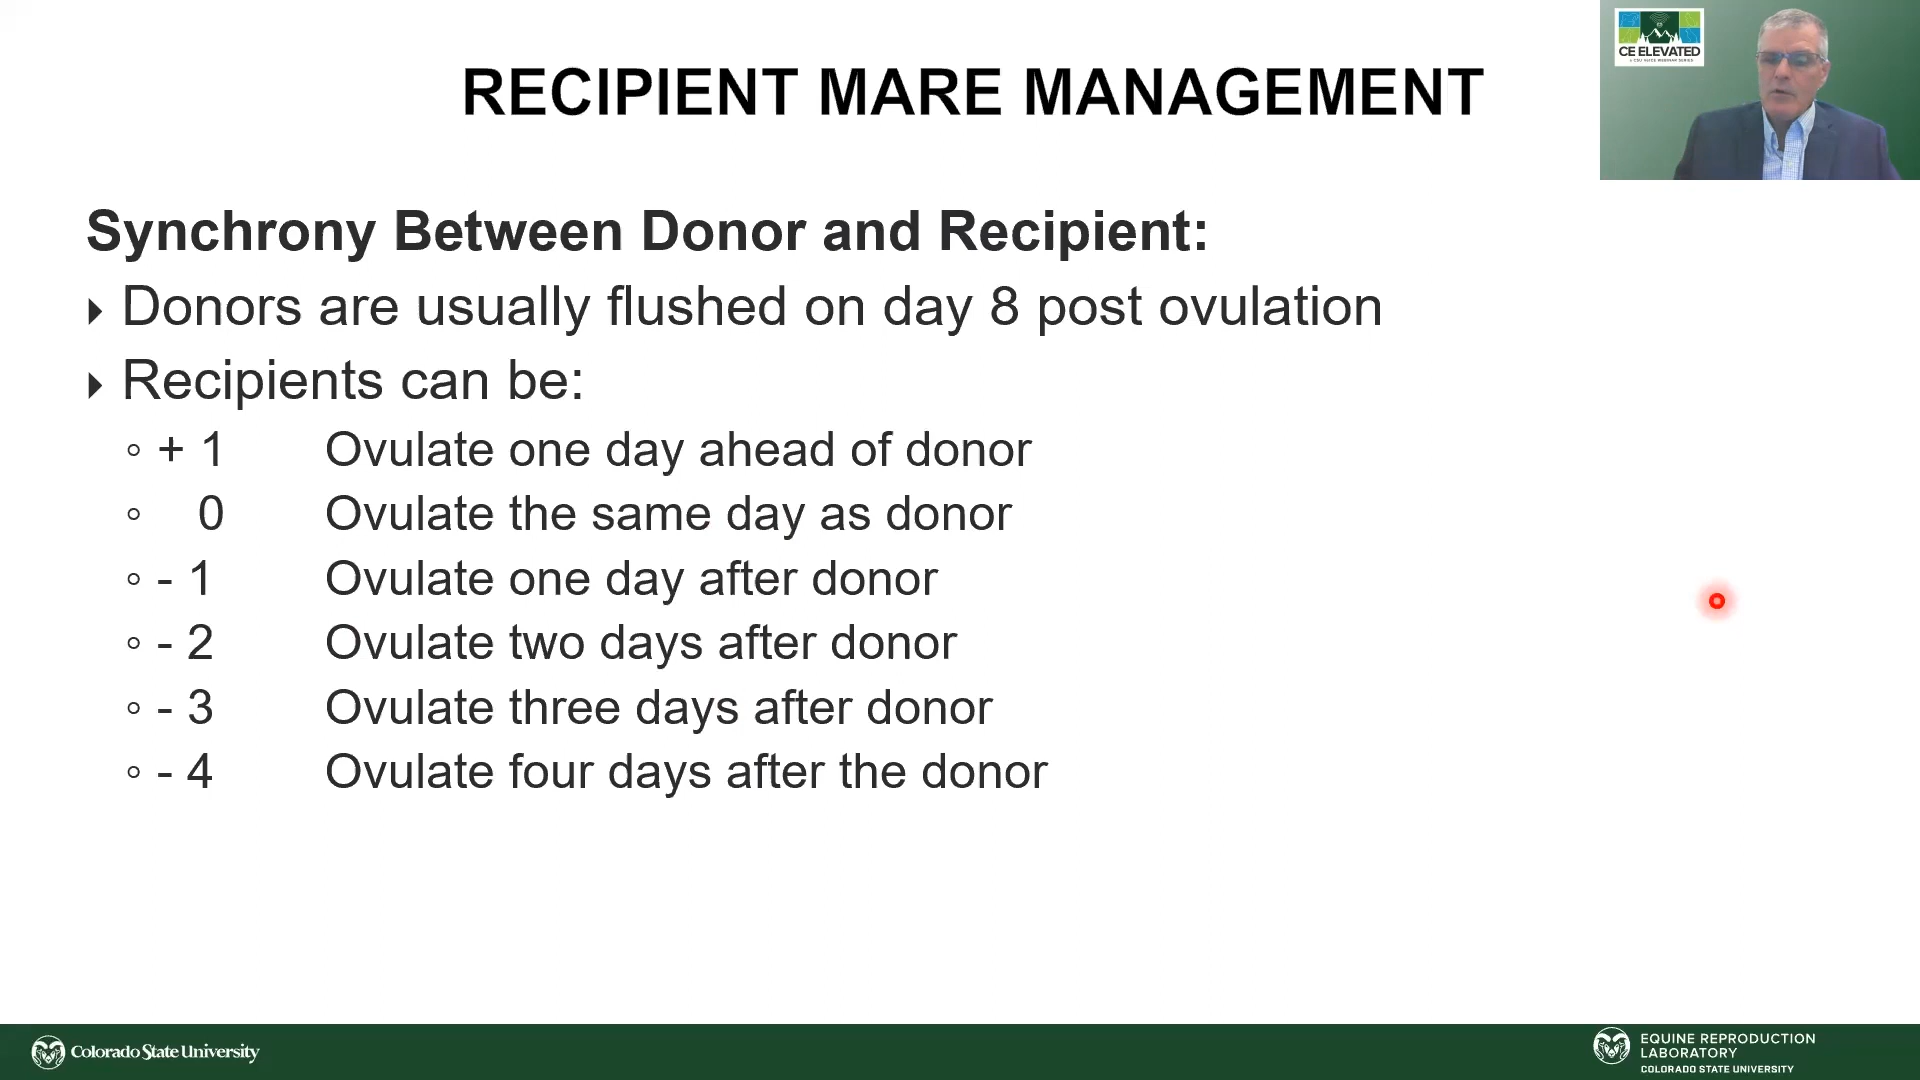 CE ELEVATED
RECIPIENT MARE MANAGEMENT
Synchrony Between Donor and Recipient:
Donors are usually flushed on day 8 post ovulation
Recipients can be:
+ 1 Ovulate one day ahead of donor
0 Ovulate the same day as donor
- 1 Ovulate one day after donor
- 2 Ovulate two days after donor
- 3 Ovulate three days after donor
- 4 Ovulate four days after the donor
Colorado State University
EQUINE REPRODUCTION
LABORATORY
COLORADO STATE UNIVERSITY